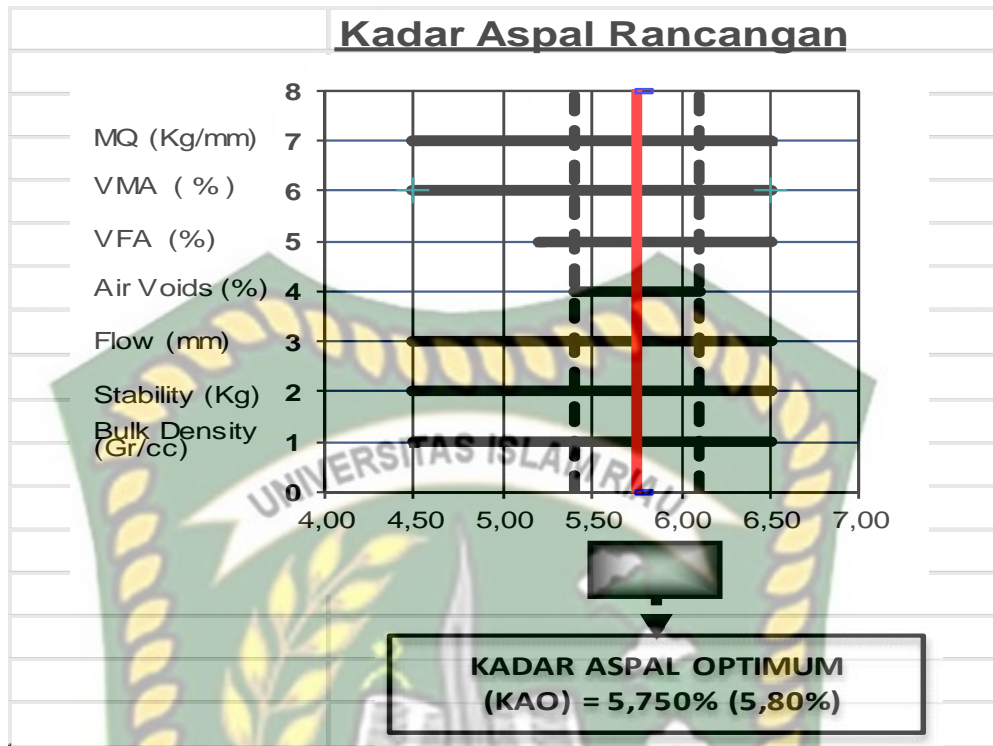 Kadar Aspal Rancangan
8
MQ (Kg/mm) 7
VMA ( % ) 6
VFA (%) 5
Air Voids (%) 4
Flow (mm) 3
Stability (Kg) 2
Bulk Density
(Gr/cc) 1
0
4,00 4,50 5,00 5,50 6,00 6,50 7,00
UNIVERSITAS ISLAM RIAU
KADAR ASPAL OPTIMUM
(KAO) = 5,750% (5,80%)